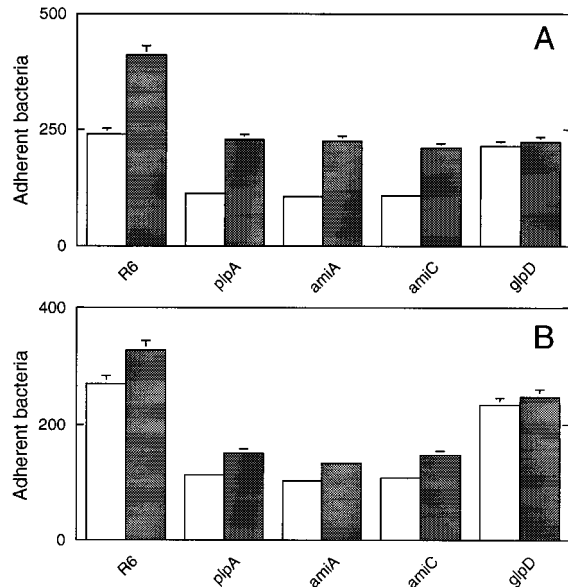 500
A
Adherent bacteria
250
0
R6
plpA
amiA
amiC
glpD
400
B
Adherent bacteria
200
0
R6
plpA
amiA
amiC
glpD